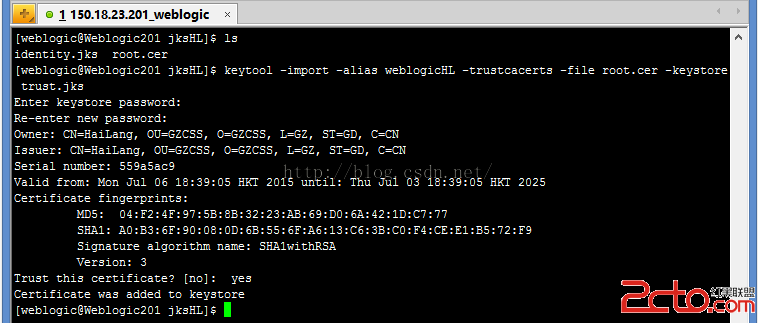 1 150.18.23.201_weblogic
[weblogic@Weblogic201 jksHL]$ ls
identity.jks  root.cer
[weblogic@Weblogic201 jksHL]$ keytool -import -alias weblogicHL -trustcacerts -file root.cer -keystore
 trust.jks
Enter keystore password:
Re-enter new password:
Owner: CN=HaiLang, OU=GZCSS, O=GZCSS, L=GZ, ST=GD, C=CN
Issuer: CN=HaiLang, OU=GZCSS, O=GZCSS, L=GZ, ST=GD, C=CN
Serial number: 559a5ac9
http://blog.csdn.net/
Valid from: Mon Jul 06 18:39:05 HKT 2015 until: Thu Jul 03 18:39:05 HKT 2025
Certificate fingerprints:
MD5:  04:F2:4F:97:5B:8B:32:23:AB:69:D0:6A:42:1D:C7:77
SHA1: A0:B3:6F:90:08:0D:6B:55:6F:A6:13:C6:3B:C0:F4:CE:E1:B5:72:F9
Signature algorithm name: SHA1withRSA
Version: 3
Trust this certificate? [no]:  yes
Certificate was added to keystore
[weblogic@Weblogic201 jksHL]$
2cto.com
红黑联盟